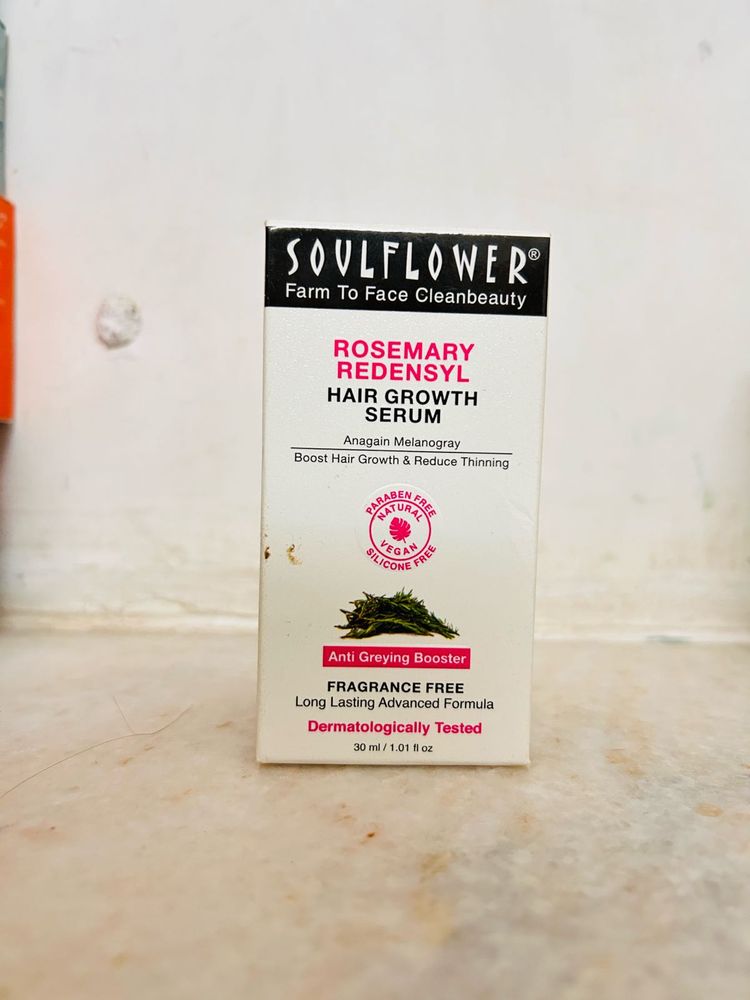 SOULFLOWER®
Farm To Face Cleanbeauty
ROSEMARY
REDENSYL
HAIR GROWTH
SERUM
Anagain Melanogray
Boost Hair Growth & Reduce Thinning
PARABEN FREE
NATURAL
VEGAN
SILICONE FREE
Anti Greying Booster
FRAGRANCE FREE
Long Lasting Advanced Formula
Dermatologically Tested
30 ml / 1.01 fl oz